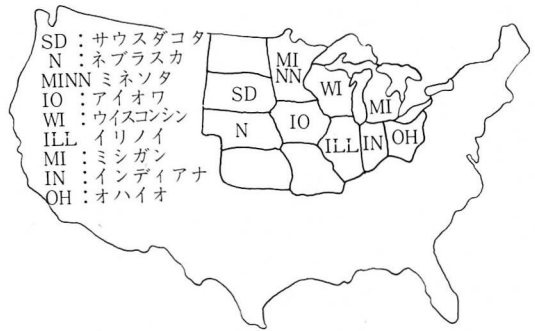 SD：サウスダコタ
N：ネブラスカ
MINN ミネソタ
IO：アイオワ
WI：ウイスコンシン
ILL イリノイ
MI：ミシガン
IN：インディアナ
OH：オハイオ
MI
NN
WI
SD
MI
IO
N
ILL
IN
OH